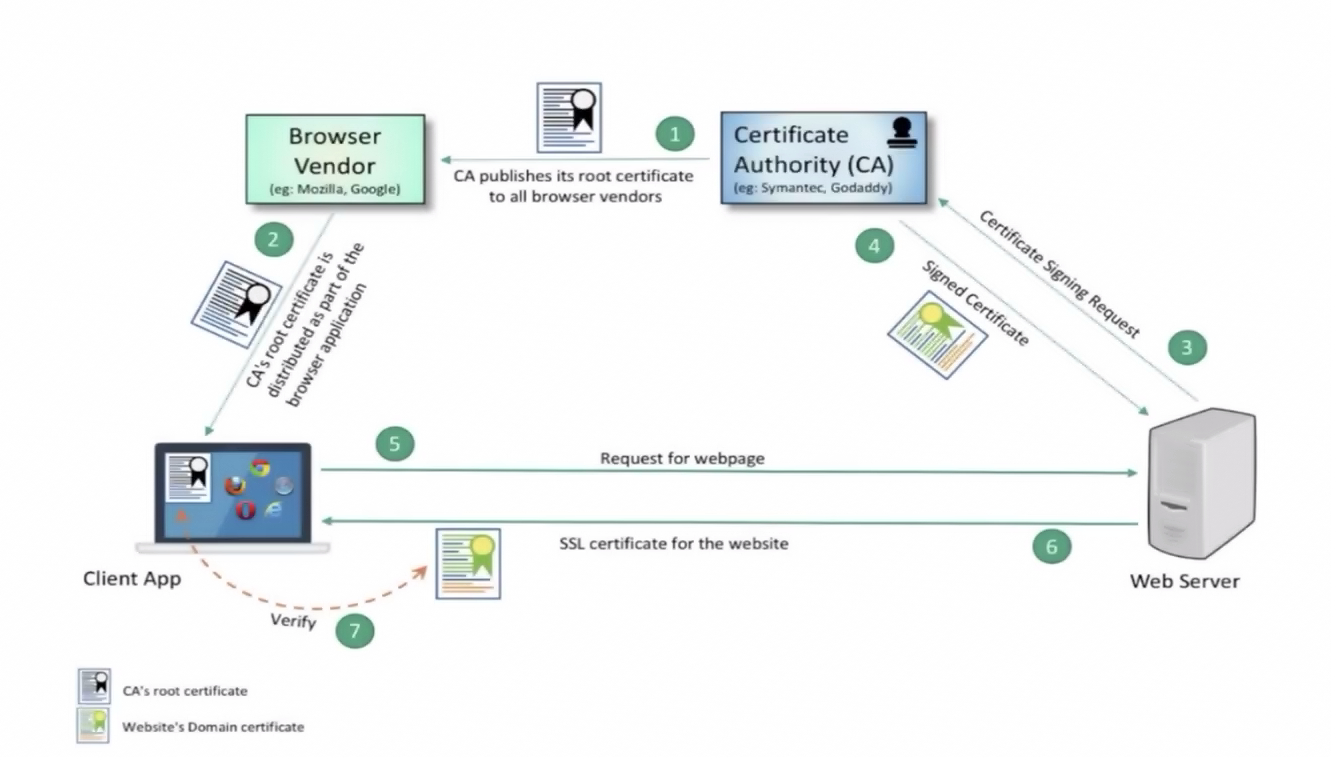 1
Browser
Vendor
(eg: Mozilla, Google)
Certificate
Authority (CA)
(eg: Symantec, Godaddy)
CA publishes its root certificate
to all browser vendors
2
CA's root certificate is
distributed as part of the
browser application
4
Signed Certificate
Certificate Signing Request
3
5
Request for webpage
SSL certificate for the website
6
Client App
Web Server
Verify
7
CA's root certificate
Website's Domain certificate